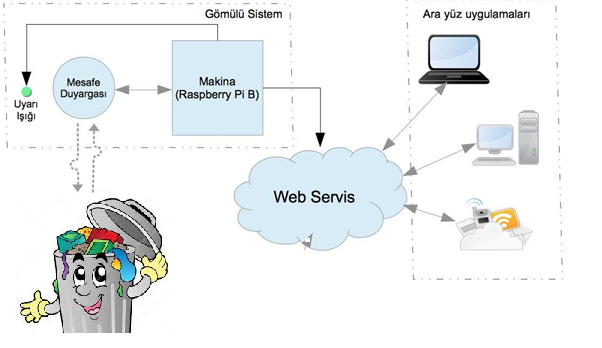 Gömülü Sistem
Ara yüz uygulamaları
Mesafe
Duyargası
Makina
(Raspberry Pi B)
Uyarı
Işığı
Web Servis